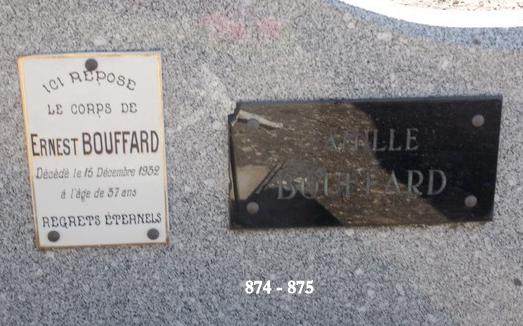 ICI REPOSE
LE CORPS DE
ERNEST BOUFFARD
Décédé le 15 Décembre 1932
à l'âge de 37 ans
REGRETS ÉTERNELS
BOUFFARD
874 - 875